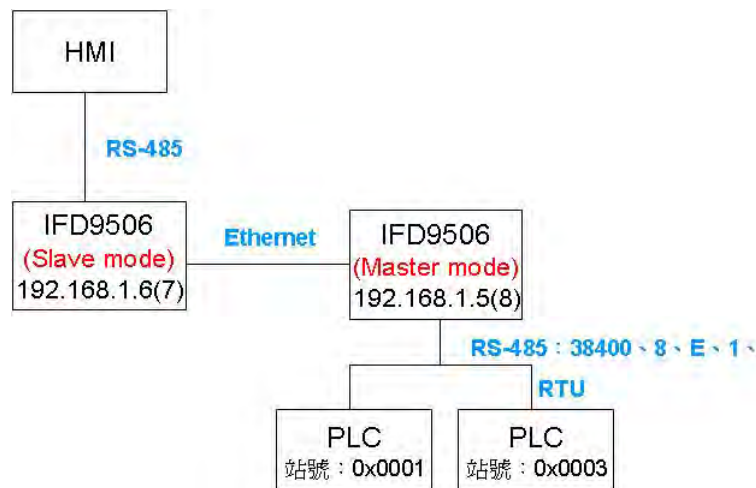 HMI
RS-485
IFD9506
(Slave mode)
192.168.1.6(7)
Ethernet
IFD9506
(Master mode)
192.168.1.5(8)
RS-485：38400、8、E、1、
RTU
PLC
站號：0x0001
PLC
站號：0x0003